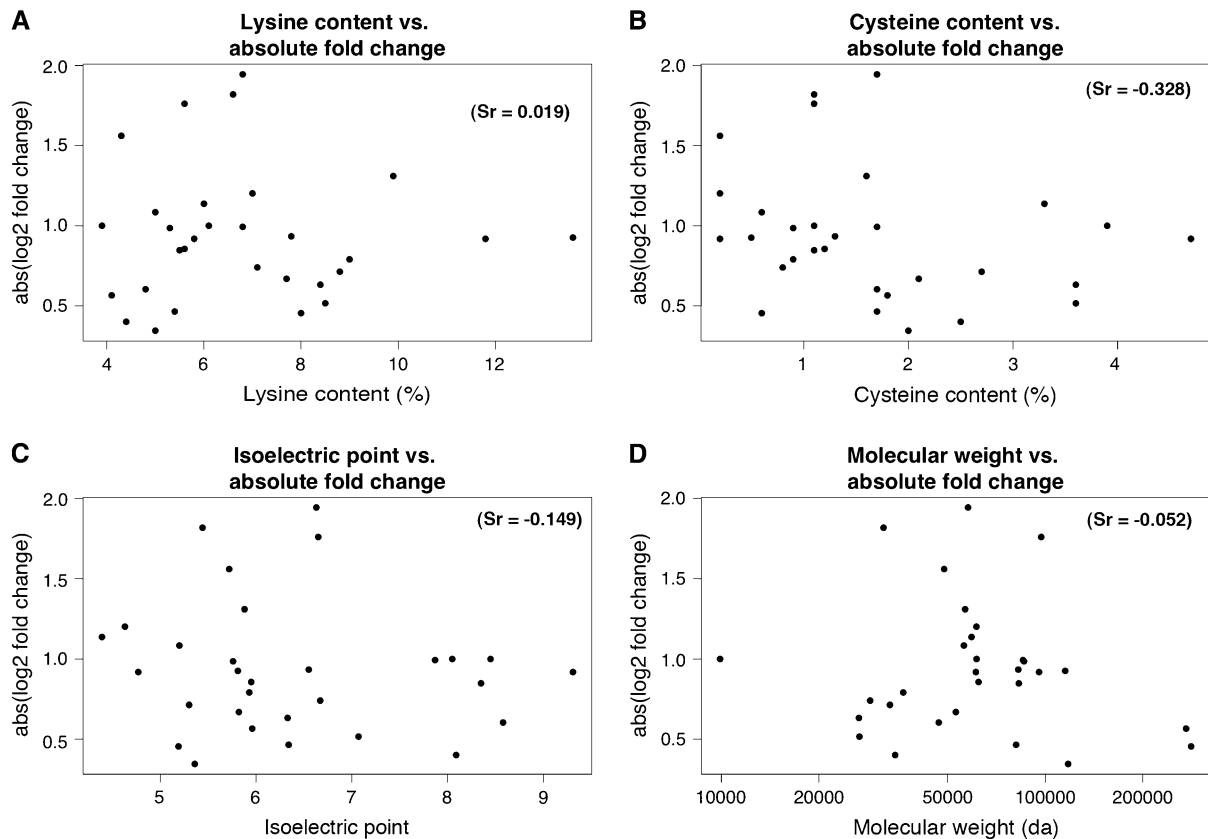 A
Lysine content vs.
absolute fold change
(Sr = 0.019)
abs(log2 fold change)
2.0
1.5
1.0
0.5
4 6 8 10 12
Lysine content (%)
B
Cysteine content vs.
absolute fold change
(Sr = -0.328)
abs(log2 fold change)
2.0
1.5
1.0
0.5
1 2 3 4
Cysteine content (%)
C
Isoelectric point vs.
absolute fold change
(Sr = -0.149)
abs(log2 fold change)
2.0
1.5
1.0
0.5
5 6 7 8 9
Isoelectric point
D
Molecular weight vs.
absolute fold change
(Sr = -0.052)
abs(log2 fold change)
2.0
1.5
1.0
0.5
10000 20000 50000 100000 200000
Molecular weight (da)